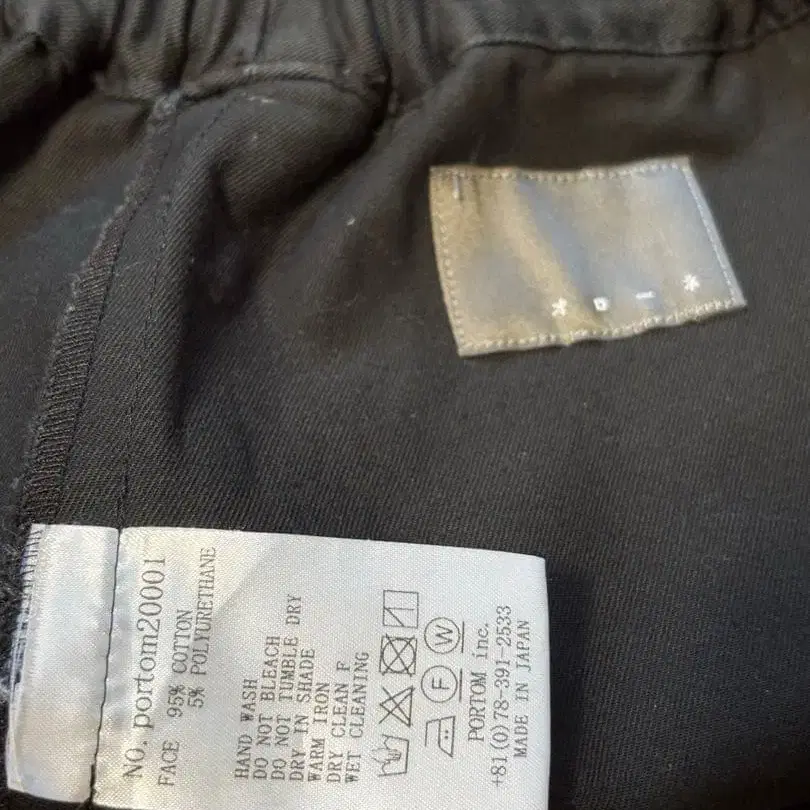 NO. portom20001
FACE 95% COTTON
5% POLYURETHANE
HAND WASH
DO NOT BLEACH
DO NOT TUMBLE DRY
DRY IN SHADE
WARM IRON
DRY CLEAN F
WET CLEANING
F W
PORTOM inc.
+81(0)78-391-2533
MADE IN JAPAN